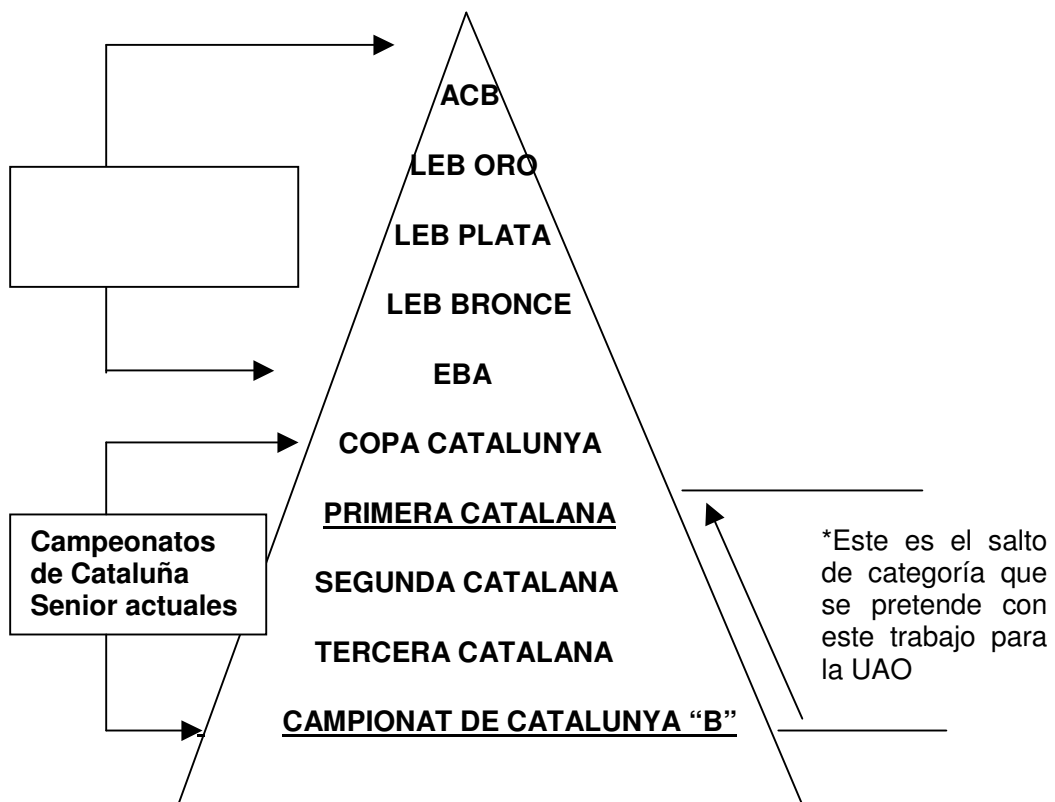 ACB
LEB ORO
LEB PLATA
LEB BRONCE
EBA
COPA CATALUNYA
PRIMERA CATALANA
SEGUNDA CATALANA
TERCERA CATALANA
CAMPIONAT DE CATALUNYA “B”
Campeonatos
de Cataluña
Senior actuales
*Este es el salto
de categoría que
se pretende con
este trabajo para
la UAO